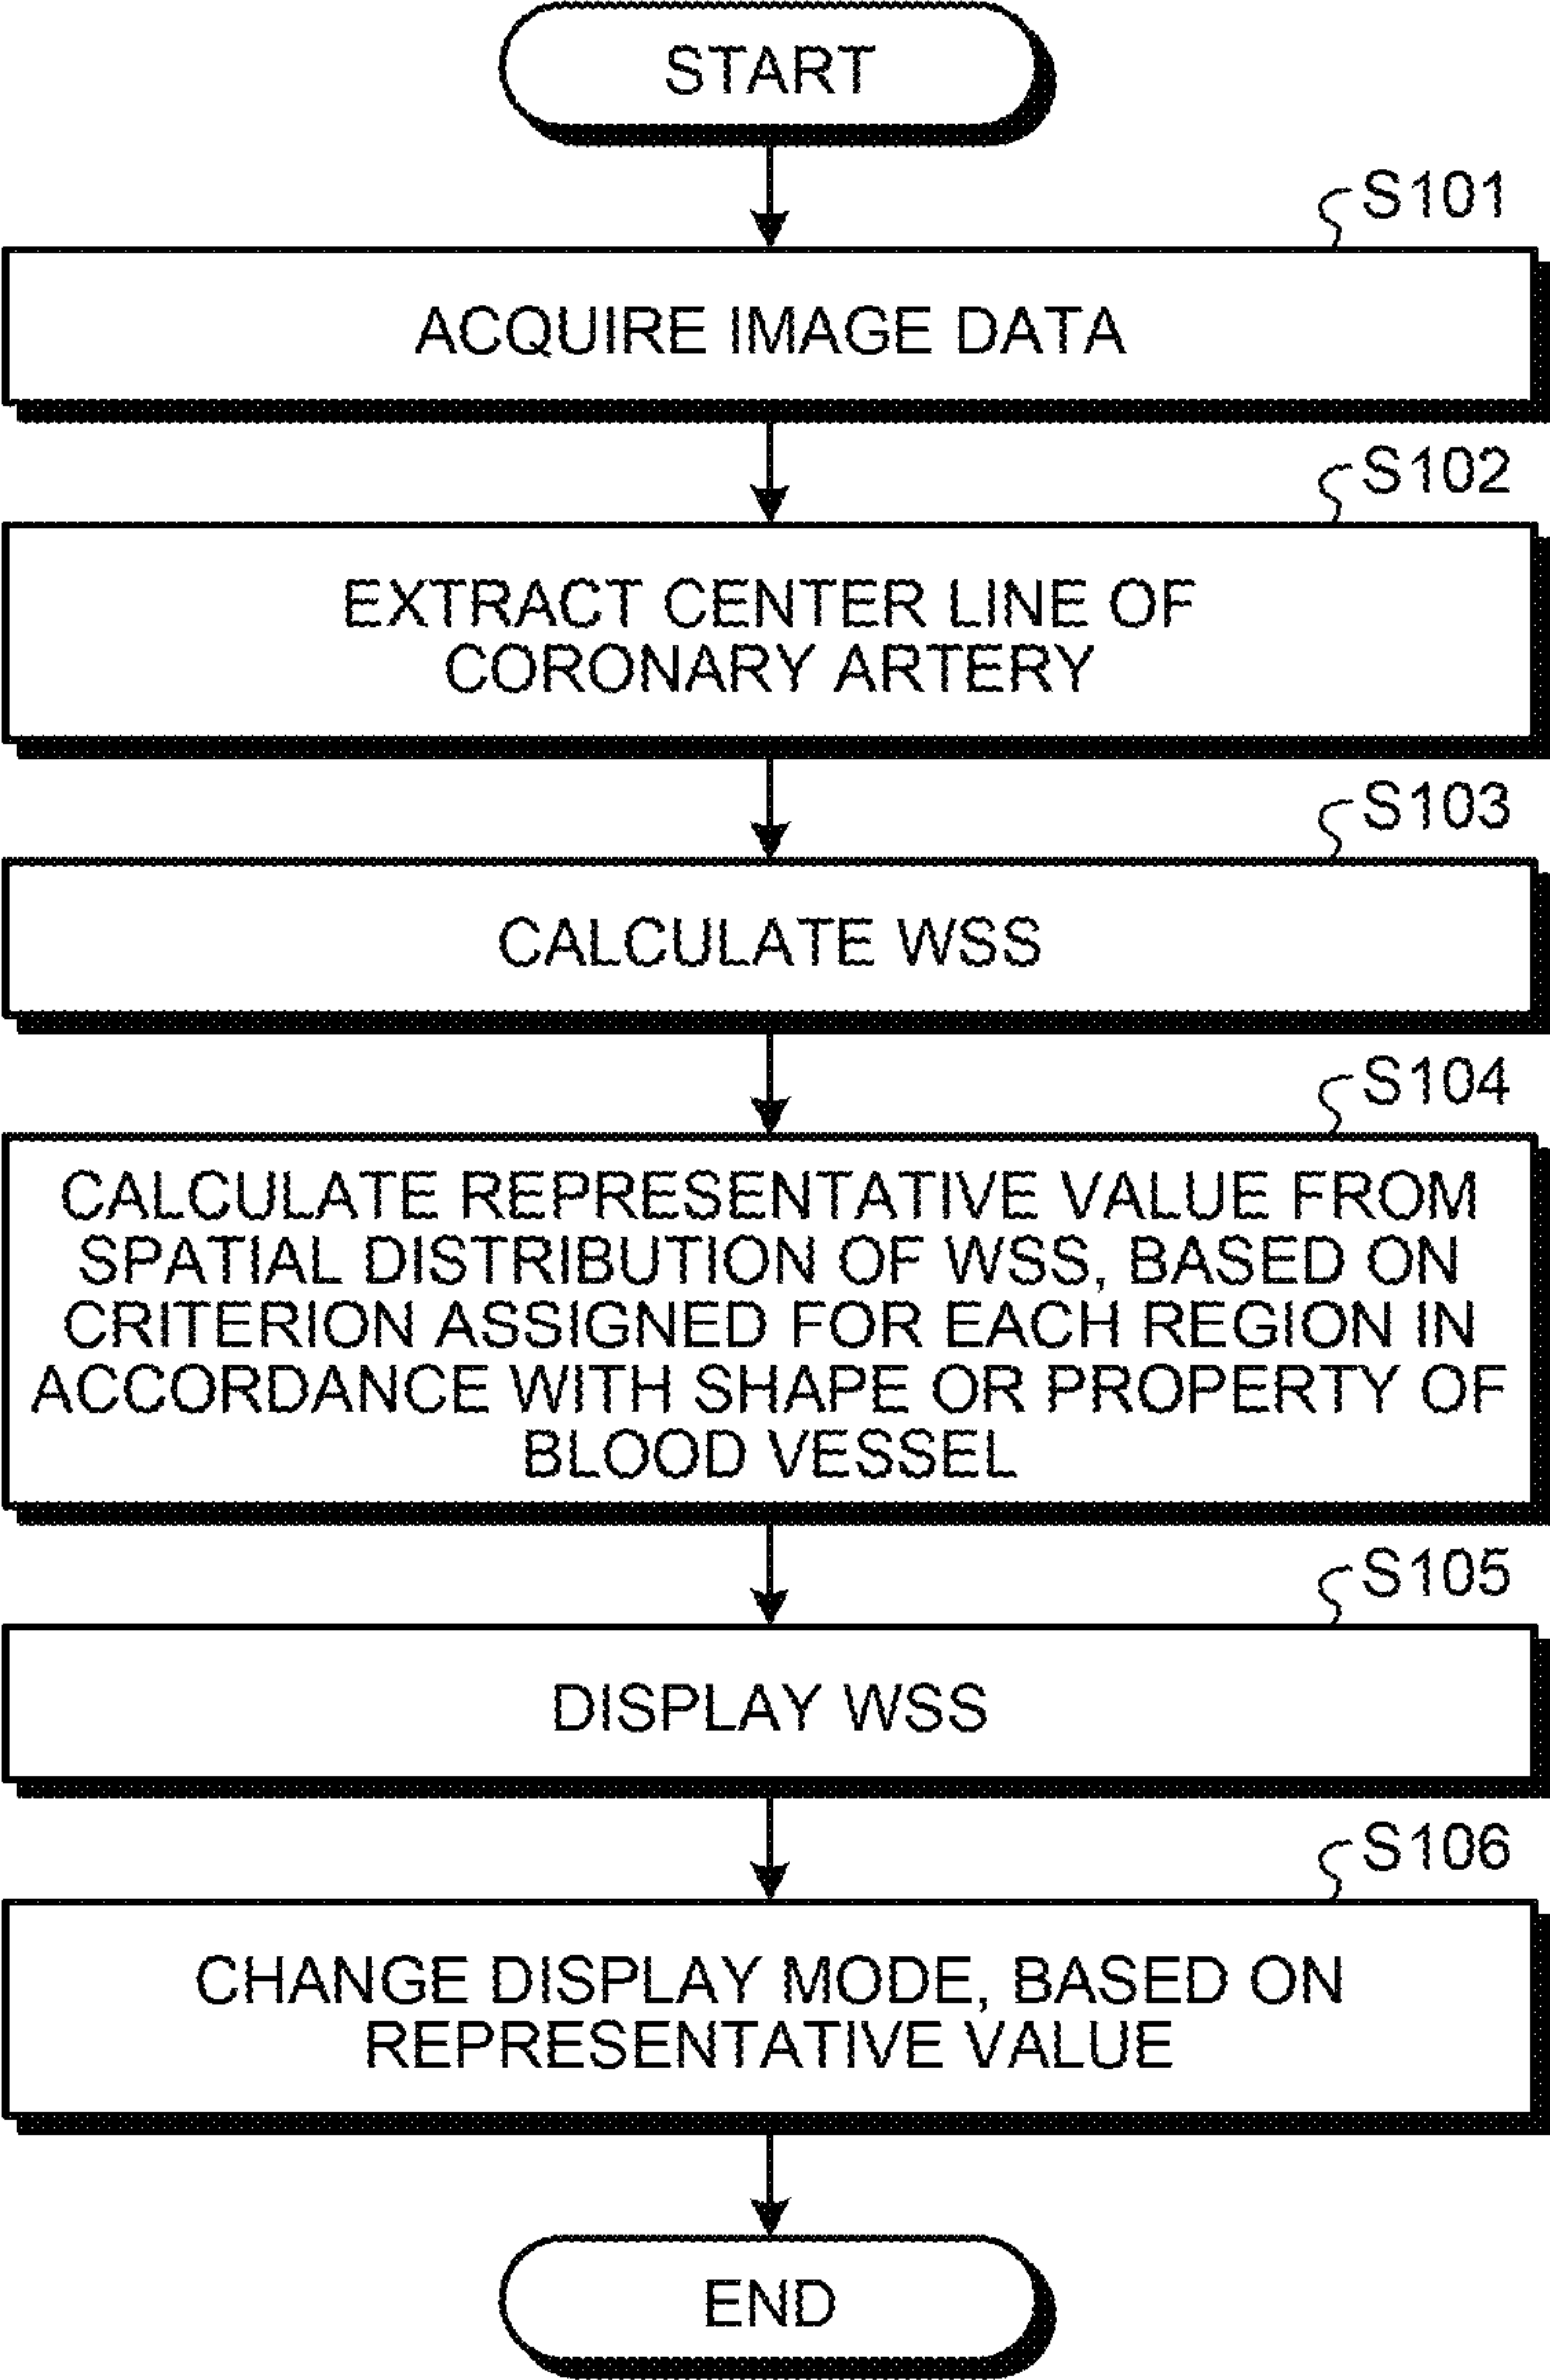 START
S101
ACQUIRE IMAGE DATA
S102
EXTRACT CENTER LINE OF
CORONARY ARTERY
S103
CALCULATE WSS
S104
CALCULATE REPRESENTATIVE VALUE FROM
SPATIAL DISTRIBUTION OF WSS, BASED ON
CRITERION ASSIGNED FOR EACH REGION IN
ACCORDANCE WITH SHAPE OR PROPERTY OF
BLOOD VESSEL
S105
DISPLAY WSS
S106
CHANGE DISPLAY MODE, BASED ON
REPRESENTATIVE VALUE
END